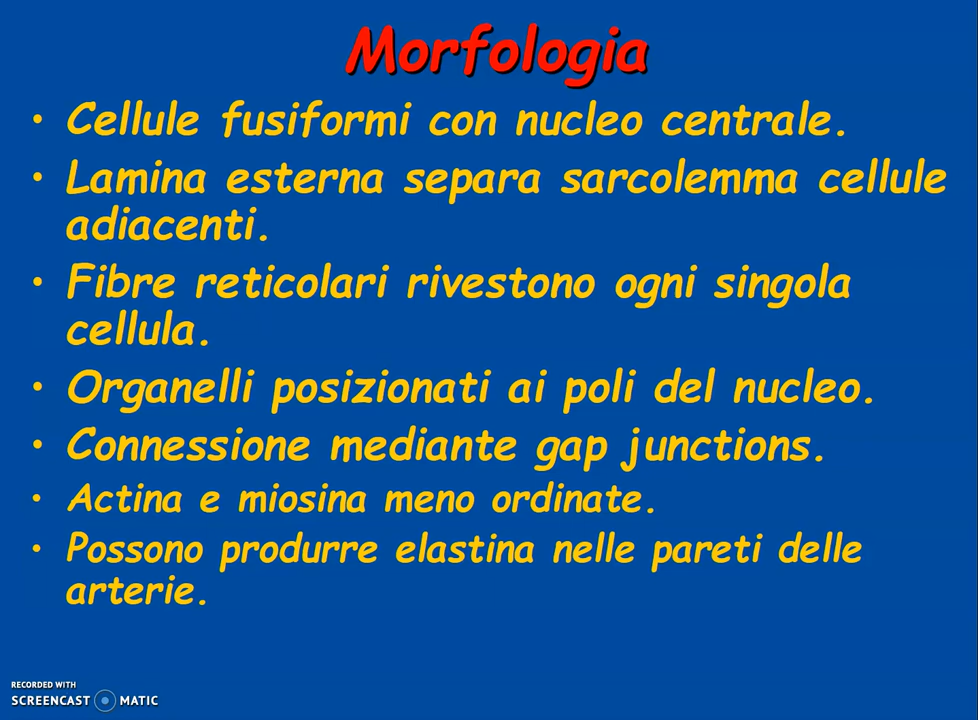 Morfologia
• Cellule fusiformi con nucleo centrale.
• Lamina esterna separa sarcolemma cellule
adiacenti.
• Fibre reticolari rivestono ogni singola
cellula.
• Organelli posizionati ai poli del nucleo.
• Connessione mediante gap junctions.
• Actina e miosina meno ordinate.
• Possono produrre elastina nelle pareti delle
arterie.
RECORDED WITH
SCREENCAST MATIC